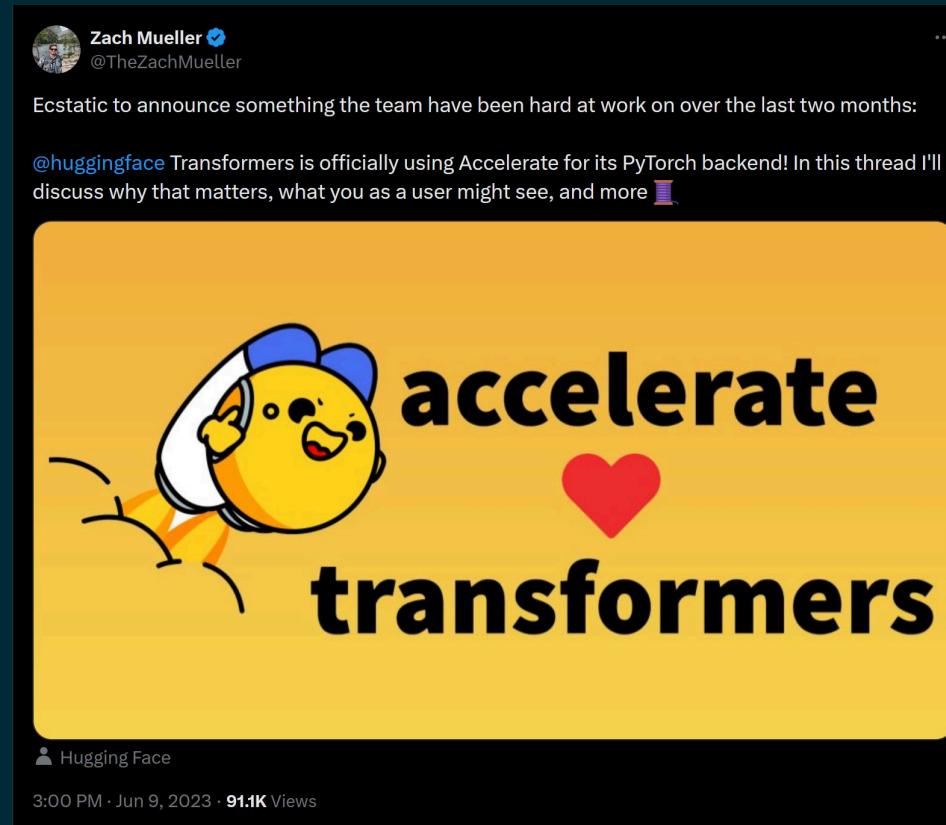 Zach Mueller
@TheZachMueller
Ecstatic to announce something the team have been hard at work on over the last two months:
@huggingface Transformers is officially using Accelerate for its PyTorch backend! In this thread I'll
discuss why that matters, what you as a user might see, and more 🧵
accelerate
transformers
Hugging Face
3:00 PM · Jun 9, 2023 · 91.1K Views